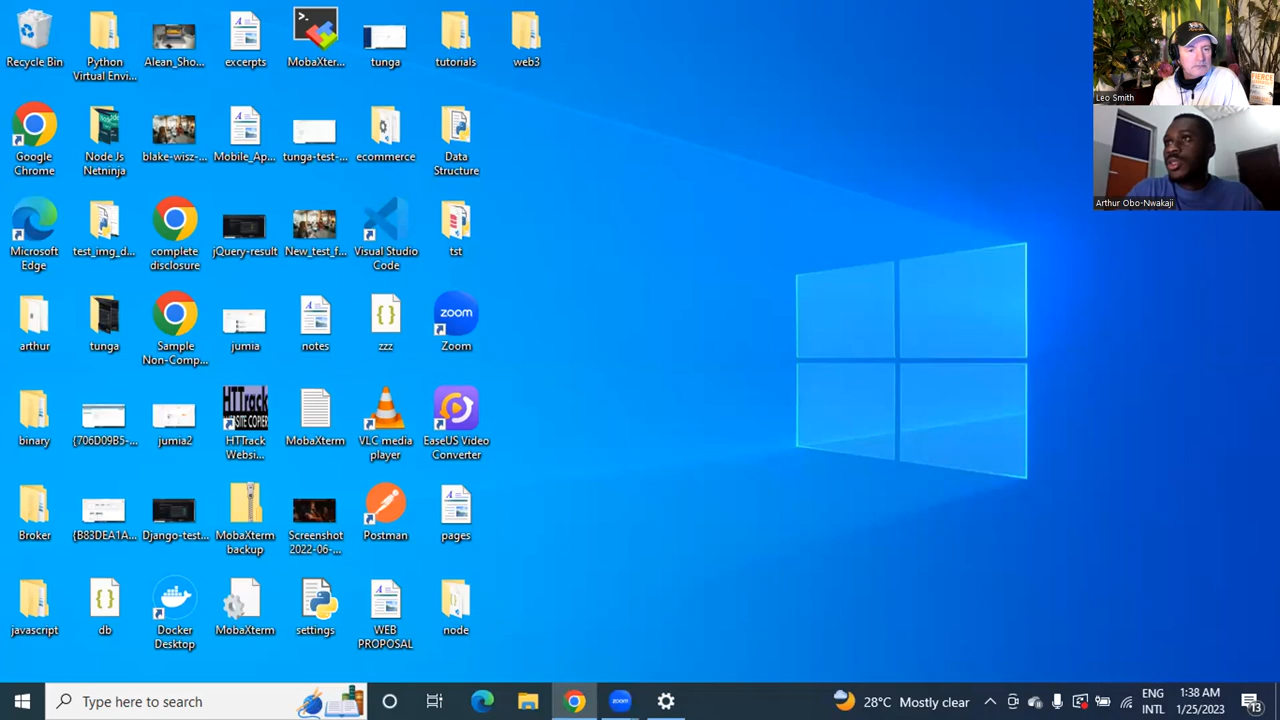 Recycle Bin
Python
Virtual Envi...
Alean_Sho...
excerpts
MobaXter...
tunga
tutorials
web3
Google
Chrome
Node Js
Netninja
blake-wisz-...
Mobile_Ap...
tunga-test-...
ecommerce
Data
Structure
Microsoft
Edge
test_img_d...
complete
disclosure
jQuery-result
New_test_f...
Visual Studio
Code
tst
arthur
tunga
Sample
Non-Comp...
jumia
notes
zzz
zoom
Zoom
binary
{706D09B5-...
jumia2
HTTrack
WEBSITE COPIER
HTTrack
Websi...
MobaXterm
VLC media
player
EaseUS Video
Converter
Broker
{B83DEA1A...
Django-test...
MobaXterm
backup
Screenshot
2022-06-...
Postman
pages
javascript
db
Docker
Desktop
MobaXterm
settings
WEB
PROPOSAL
node
Leo Smith
FIERCE
Arthur Obo-Nwakaji
Type here to search
zoom
28°C Mostly clear
ENG
INTL
1:38 AM
1/25/2023
13